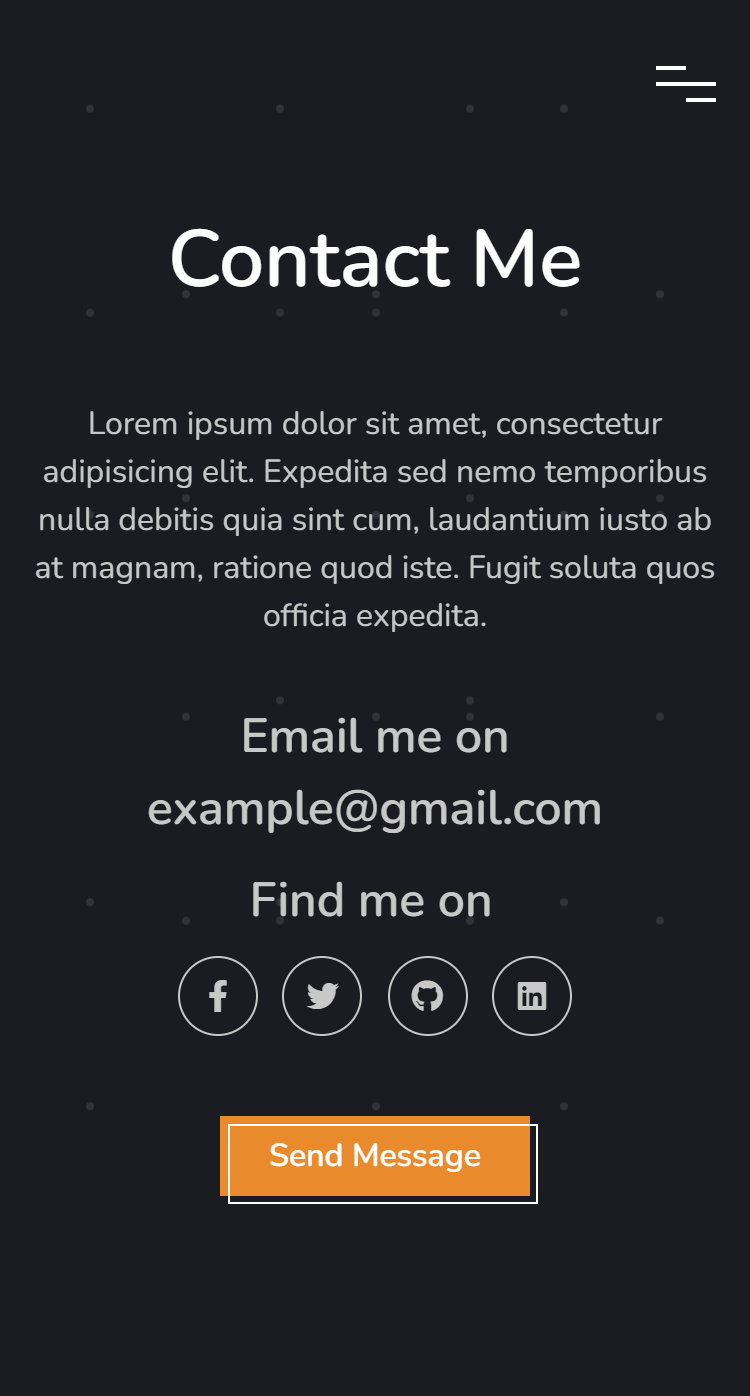 Contact Me
Lorem ipsum dolor sit amet, consectetur
adipisicing elit. Expedita sed nemo temporibus
nulla debitis quia sint cum, laudantium iusto ab
at magnam, ratione quod iste. Fugit soluta quos
officia expedita.
Email me on
example@gmail.com
Find me on
Send Message